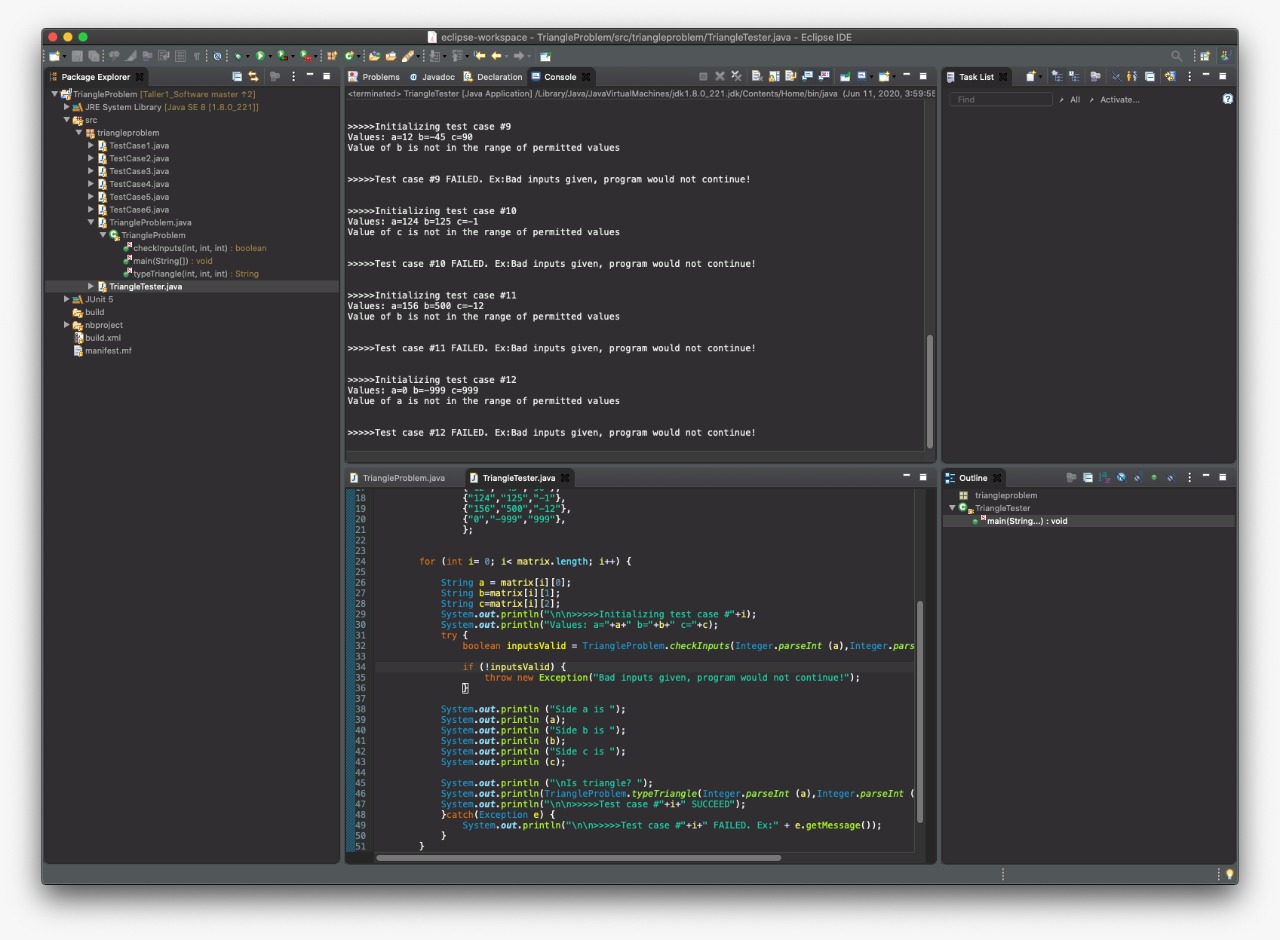 eclipse-workspace - TriangleProblem/src/triangleproblem/TriangleTester.java - Eclipse IDE
Package Explorer
TriangleProblem [Taller1_Software master ↑2]
JRE System Library [Java SE 8 [1.8.0_221]]
src
triangleproblem
TestCase1.java
TestCase2.java
TestCase3.java
TestCase4.java
TestCase5.java
TestCase6.java
TriangleProblem.java
TriangleProblem
checkInputs(int, int, int) : boolean
main(String[]) : void
typeTriangle(int, int, int) : String
TriangleTester.java
JUnit 5
build
nbproject
build.xml
manifest.mf
Problems Javadoc Declaration Console
<terminated> TriangleTester [Java Application] /Library/Java/JavaVirtualMachines/jdk1.8.0_221.jdk/Contents/Home/bin/java (Jun 11, 2020, 3:59:55
>>>>>Initializing test case #9
Values: a=12 b=-45 c=90
Value of b is not in the range of permitted values
>>>>>Test case #9 FAILED. Ex:Bad inputs given, program would not continue!
>>>>>Initializing test case #10
Values: a=124 b=125 c=-1
Value of c is not in the range of permitted values
>>>>>Test case #10 FAILED. Ex:Bad inputs given, program would not continue!
>>>>>Initializing test case #11
Values: a=156 b=500 c=-12
Value of b is not in the range of permitted values
>>>>>Test case #11 FAILED. Ex:Bad inputs given, program would not continue!
>>>>>Initializing test case #12
Values: a=0 b=-999 c=999
Value of a is not in the range of permitted values
>>>>>Test case #12 FAILED. Ex:Bad inputs given, program would not continue!
Task List
Find All Activate...
TriangleProblem.java TriangleTester.java
18 {"124","125","-1"},
19 {"156","500","-12"},
20 {"0","-999","999"},
21 };
22
23
24 for (int i= 0; i< matrix.length; i++) {
25
26 String a = matrix[i][0];
27 String b=matrix[i][1];
28 String c=matrix[i][2];
29 System.out.println("\n\n>>>>>Initializing test case #"+i);
30 System.out.println("Values: a="+a+" b="+b+" c="+c);
31 try {
32 boolean inputsValid = TriangleProblem.checkInputs(Integer.parseInt (a),Integer.pars
33
34 if (!inputsValid) {
35 throw new Exception("Bad inputs given, program would not continue!");
36 }
37
38 System.out.println ("Side a is ");
39 System.out.println (a);
40 System.out.println ("Side b is ");
41 System.out.println (b);
42 System.out.println ("Side c is ");
43 System.out.println (c);
44
45 System.out.println ("\nIs triangle? ");
46 System.out.println(TriangleProblem.typeTriangle(Integer.parseInt (a),Integer.parseInt (
47 System.out.println("\n\n>>>>>Test case #"+i+" SUCCEED");
48 }catch(Exception e) {
49 System.out.println("\n\n>>>>>Test case #"+i+" FAILED. Ex:" + e.getMessage());
50 }
51 }
Outline
triangleproblem
TriangleTester
main(String...) : void